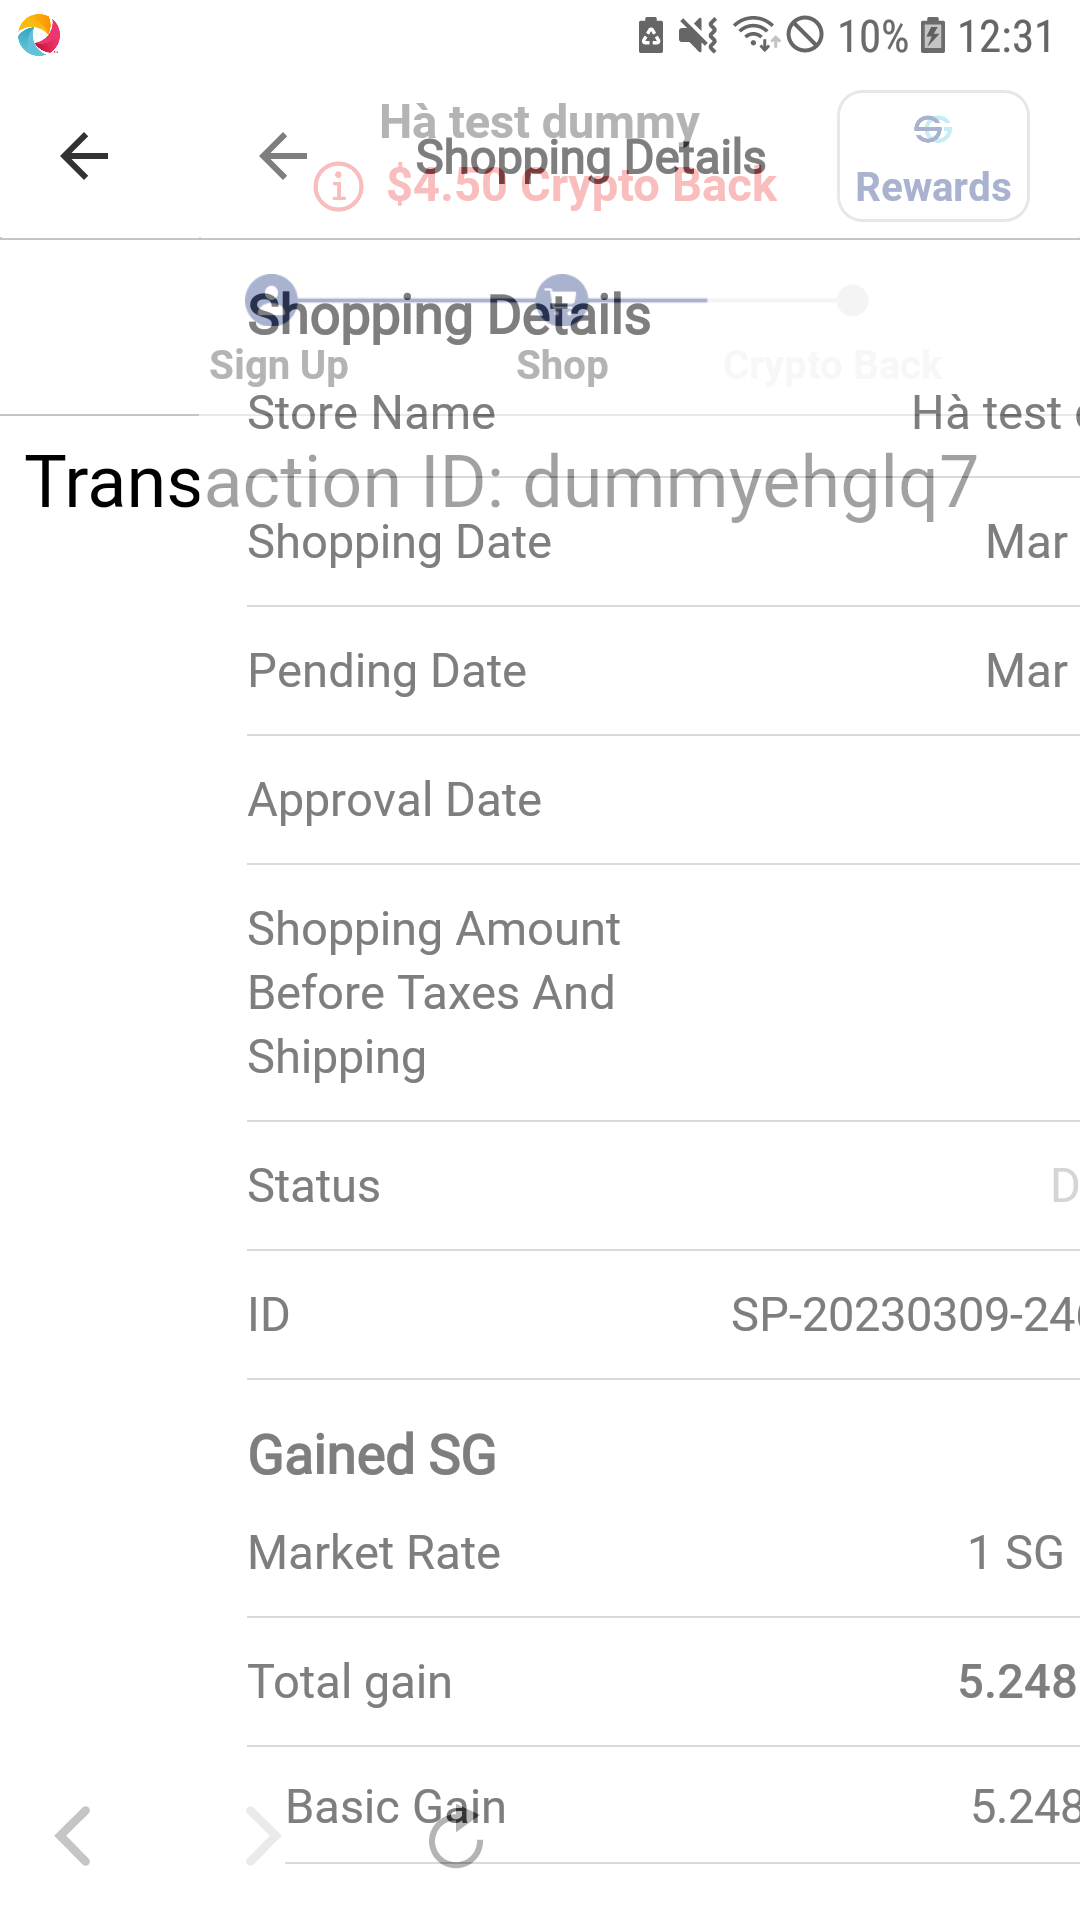 10% 12:31
Hà test dummy
Shopping Details
$4.50 Crypto Back
Rewards
Shopping Details
Sign Up
Shop
Crypto Back
Store Name
Hà test
Transaction ID: dummyehglq7
Shopping Date
Mar
Pending Date
Mar
Approval Date
Shopping Amount
Before Taxes And
Shipping
Status
D
ID
SP-20230309-24
Gained SG
Market Rate
1 SG
Total gain
5.248
Basic Gain
5.248